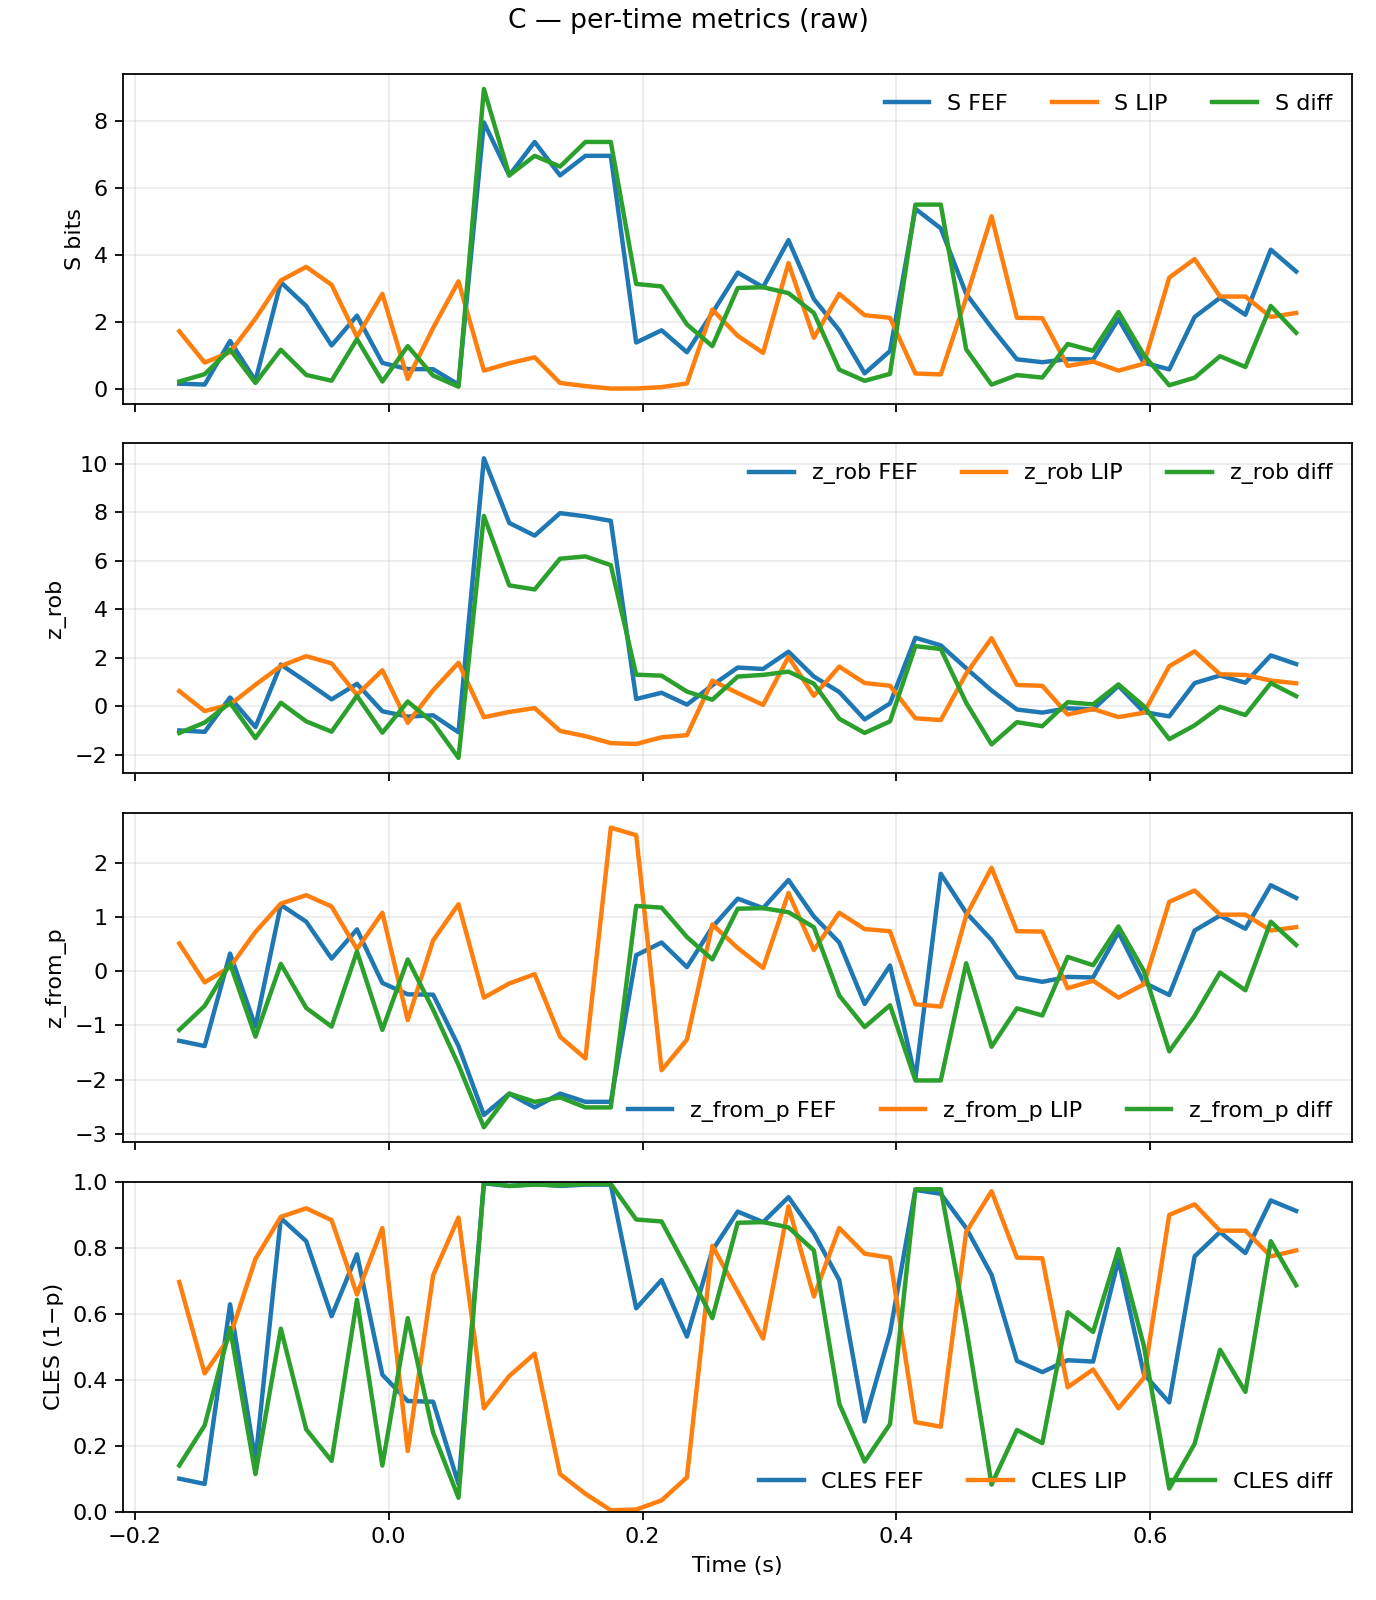 C — per-time metrics (raw)
S FEF S LIP S diff
8
6
4
2
0
S bits
z_rob FEF z_rob LIP z_rob diff
10
8
6
4
2
0
−2
z_rob
2
1
0
−1
−2
−3
z_from_p
z_from_p FEF z_from_p LIP z_from_p diff
1.0
0.8
0.6
0.4
0.2
0.0
CLES (1−p)
CLES FEF CLES LIP CLES diff
−0.2 0.0 0.2 0.4 0.6
Time (s)